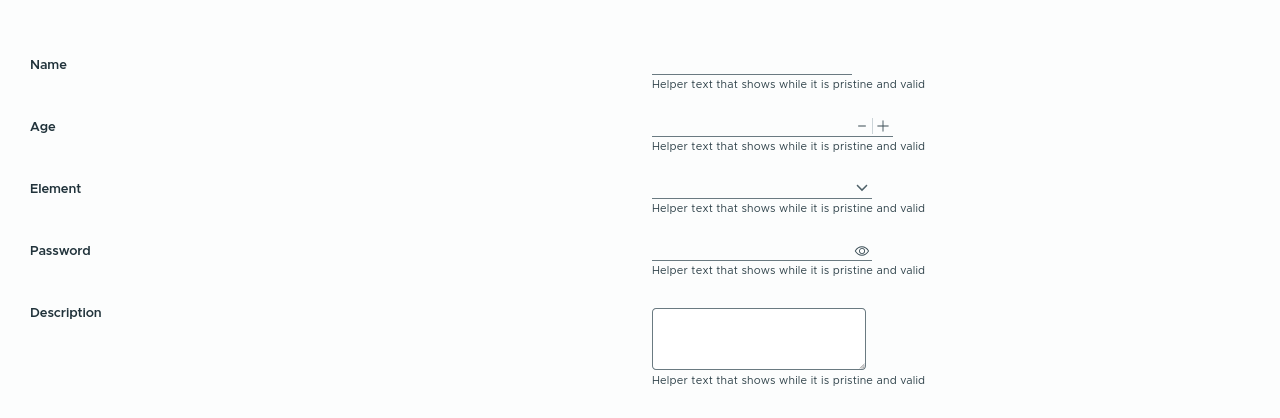 Name
Helper text that shows while it is pristine and valid
Age
Helper text that shows while it is pristine and valid
Element
Helper text that shows while it is pristine and valid
Password
Helper text that shows while it is pristine and valid
Description
Helper text that shows while it is pristine and valid